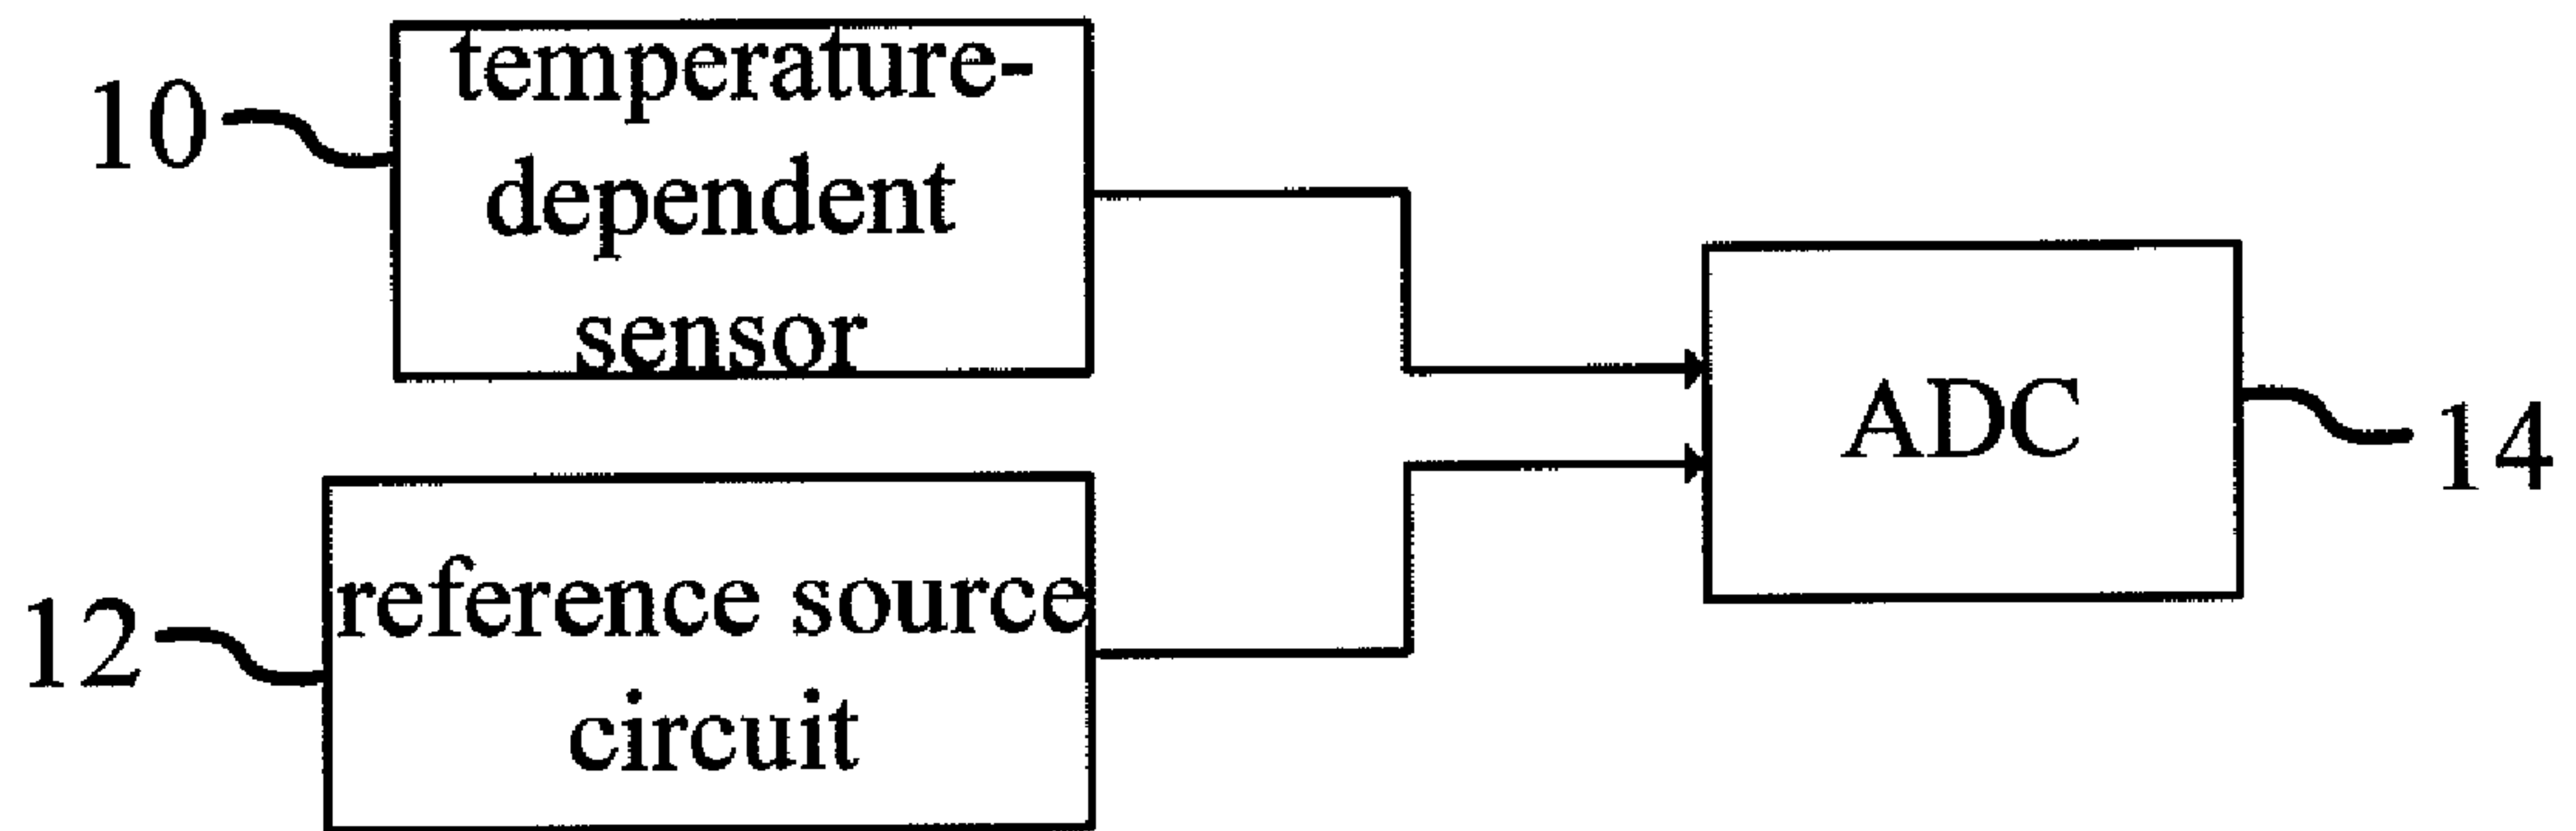 10
temperature-
dependent
sensor
12
reference source
circuit
ADC
14